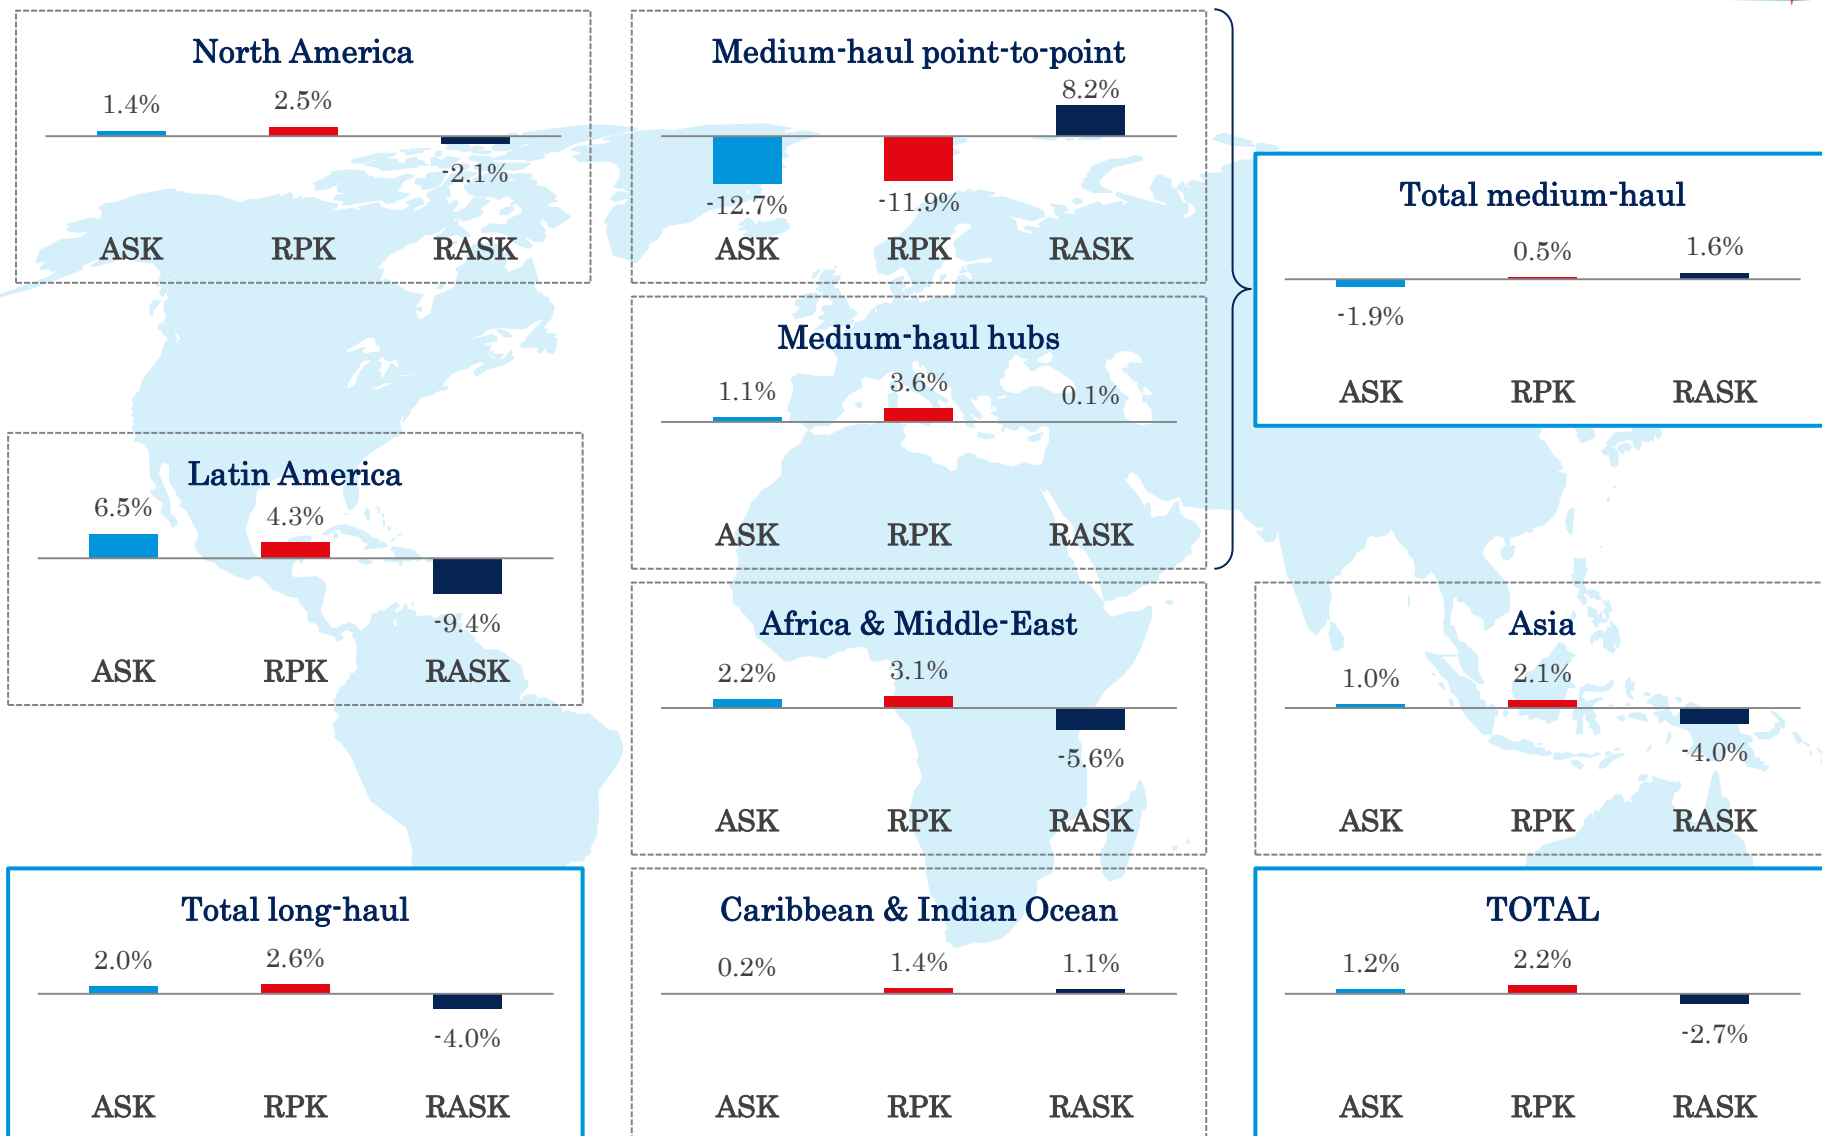 North America
1.4%
2.5%
-2.1%
ASK RPK RASK
Medium-haul point-to-point
8.2%
-12.7%
-11.9%
ASK RPK RASK
Total medium-haul
0.5%
1.6%
-1.9%
ASK RPK RASK
Medium-haul hubs
1.1%
3.6%
0.1%
ASK RPK RASK
Latin America
6.5%
4.3%
-9.4%
ASK RPK RASK
Africa & Middle-East
2.2%
3.1%
-5.6%
ASK RPK RASK
Asia
1.0%
2.1%
-4.0%
ASK RPK RASK
Total long-haul
2.0%
2.6%
-4.0%
ASK RPK RASK
Caribbean & Indian Ocean
0.2%
1.4%
1.1%
ASK RPK RASK
TOTAL
1.2%
2.2%
-2.7%
ASK RPK RASK